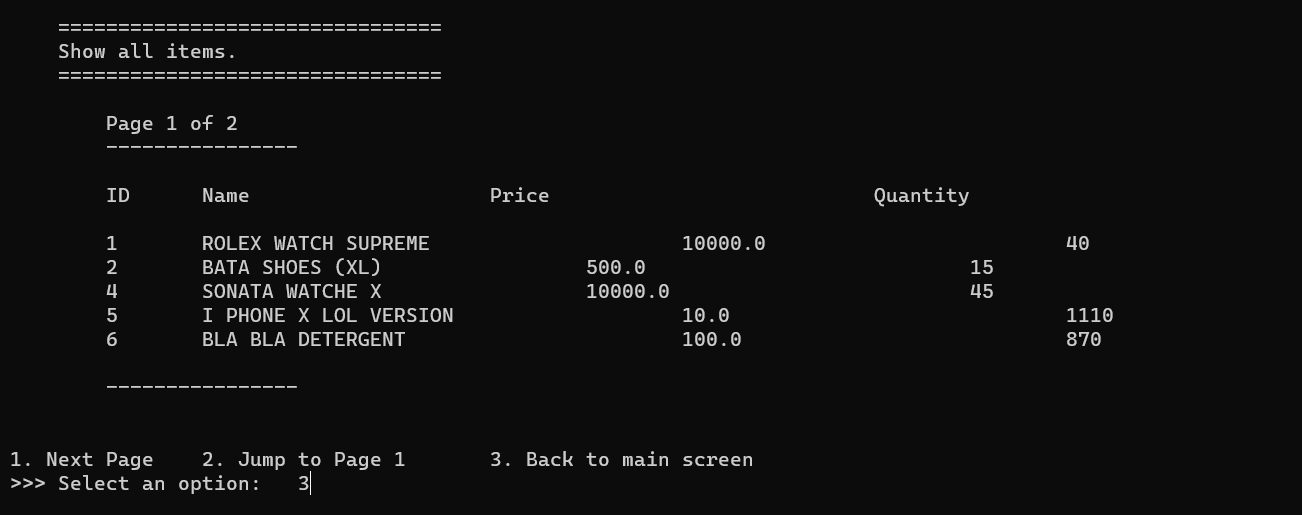 ================================
Show all items.
================================
Page 1 of 2
----------------
ID Name Price Quantity
1 ROLEX WATCH SUPREME 10000.0 40
2 BATA SHOES (XL) 500.0 15
4 SONATA WATCHE X 10000.0 45
5 I PHONE X LOL VERSION 10.0 1110
6 BLA BLA DETERGENT 100.0 870
----------------
1. Next Page 2. Jump to Page 1 3. Back to main screen
>>> Select an option: 3